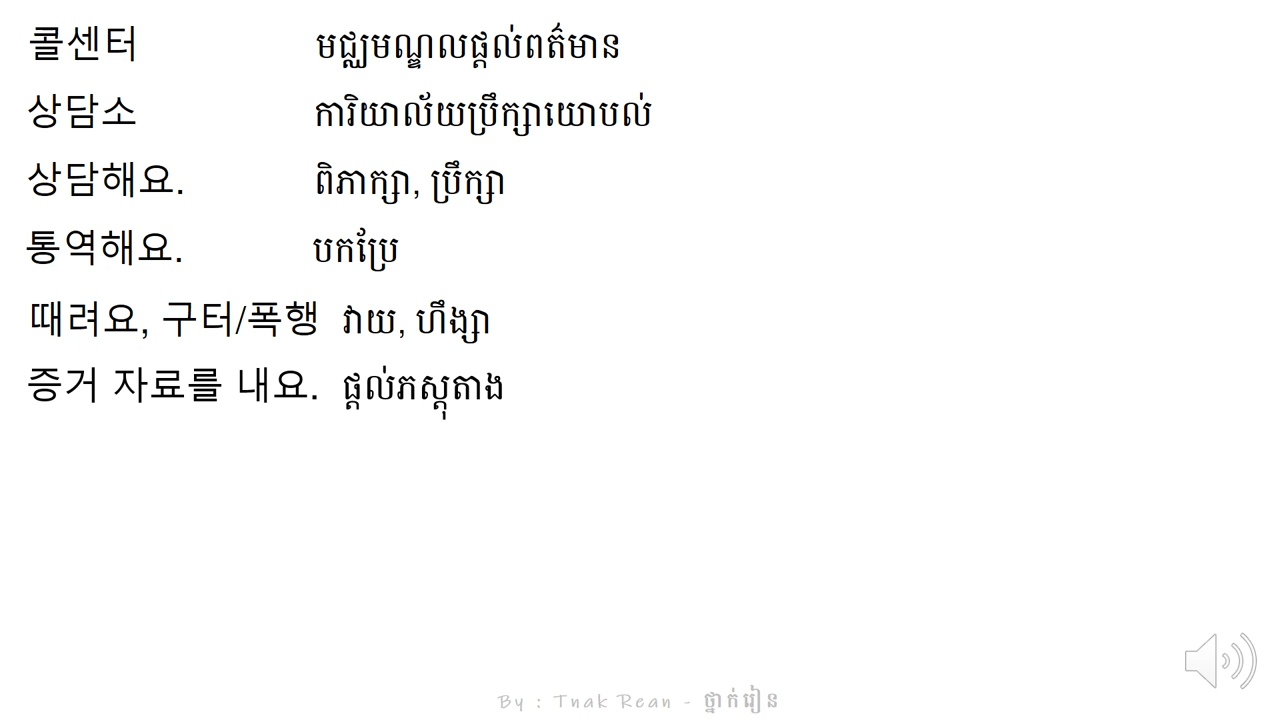 콜센터 មជ្ឈមណ្ឌលផ្តល់ពត៌មាន
상담소 ការិយាល័យប្រឹក្សាយោបល់
상담해요. ពិភាក្សា, ប្រឹក្សា
통역해요. បកប្រែ
때려요, 구터/폭행 វាយ, ហឹង្សា
증거 자료를 내요. ផ្តល់ភស្តុតាង
By : Tnak Rean - ថ្នាក់រៀន